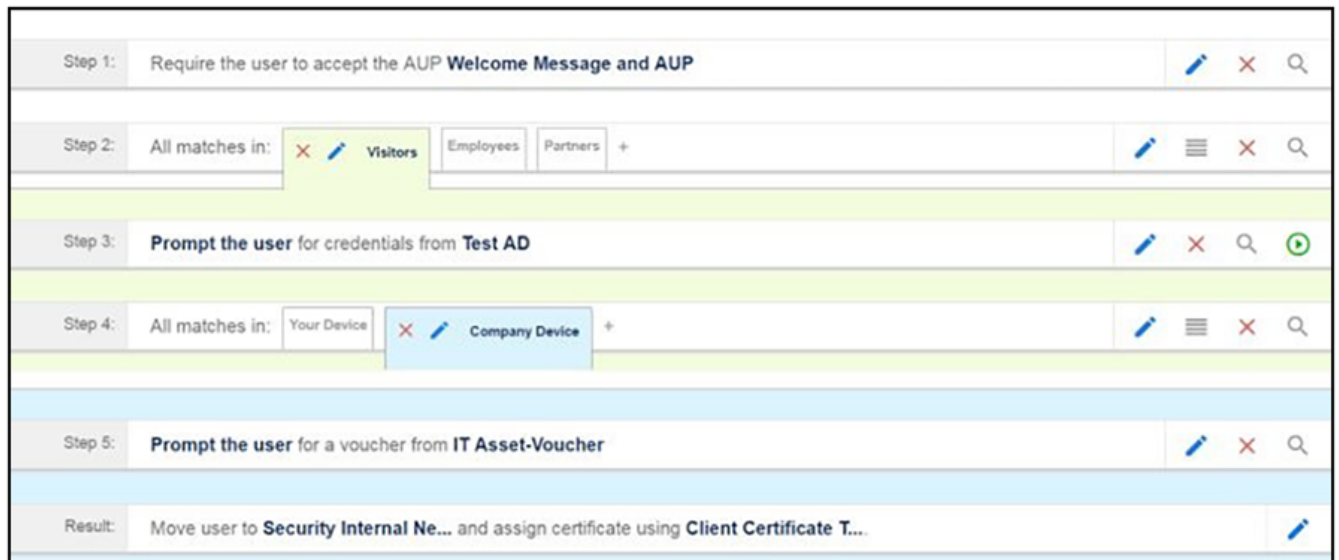 Step 1: Require the user to accept the AUP Welcome Message and AUP
Step 2: All matches in: Visitors Employees Partners +
Step 3: Prompt the user for credentials from Test AD
Step 4: All matches in: Your Device Company Device +
Step 5: Prompt the user for a voucher from IT Asset-Voucher
Result: Move user to Security Internal Ne... and assign certificate using Client Certificate T....